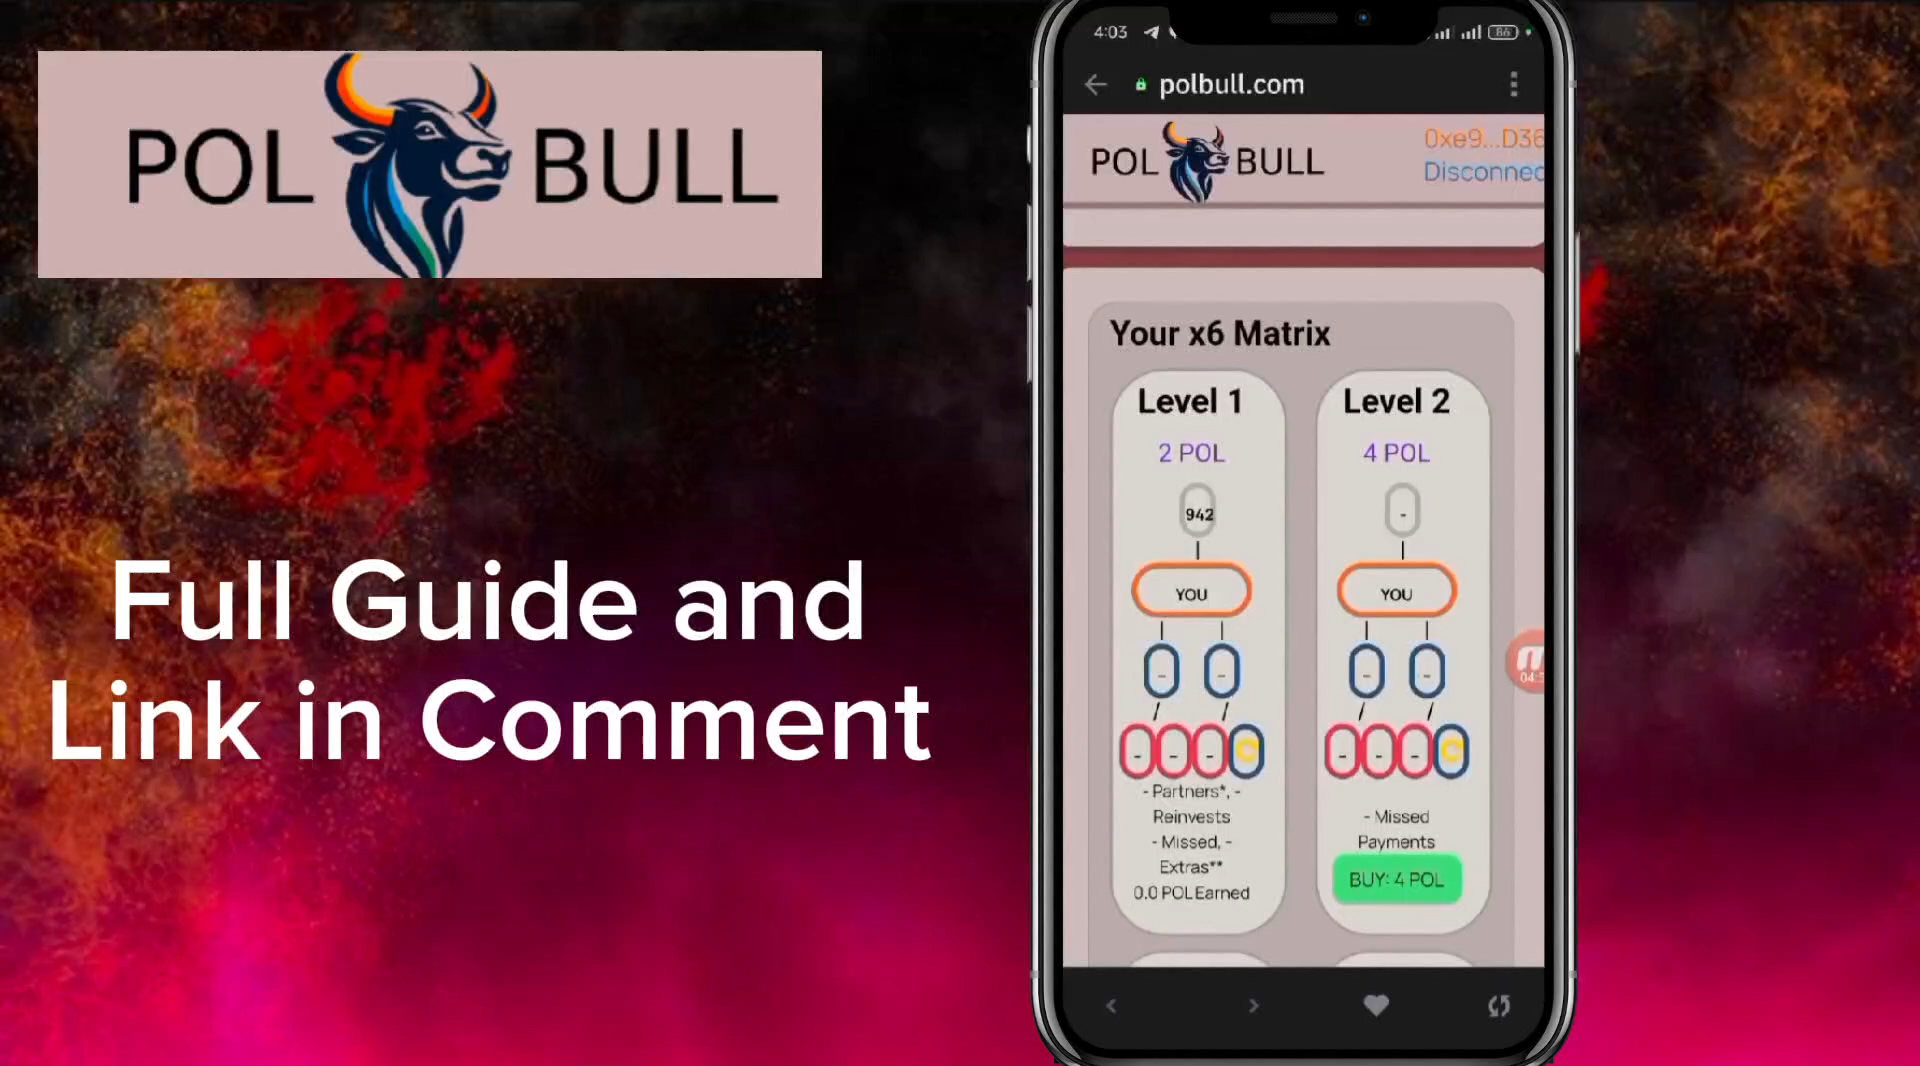 POL BULL
Full Guide and
Link in Comment
4:03
86
polbull.com
POL BULL
0xe9...D36
Disconnec
Your x6 Matrix
Level 1
2 POL
942
YOU
- -
- - -
- Partners*, -
Reinvests
- Missed, -
Extras**
0.0 POL Earned
Level 2
4 POL
-
YOU
- -
- - -
- Missed
Payments
BUY: 4 POL